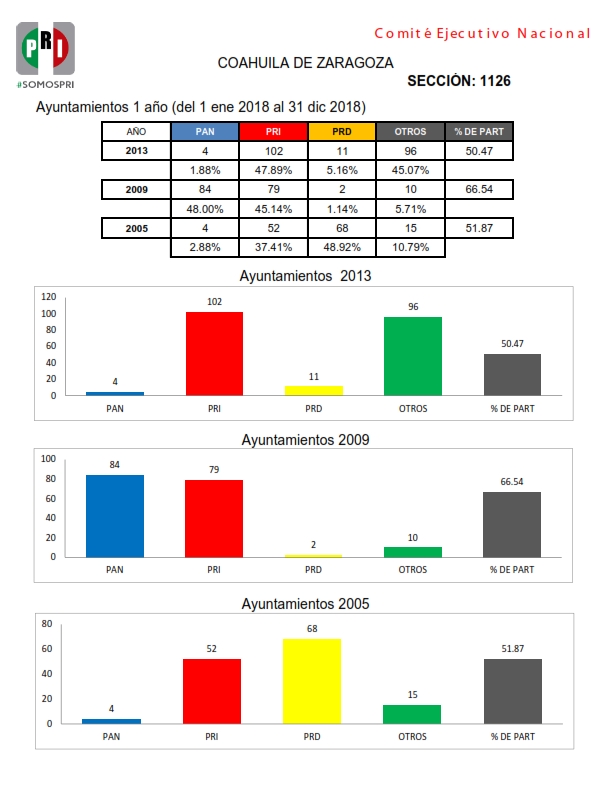 Comité Ejecutivo Nacional
PRI
#SOMOSPRI
COAHUILA DE ZARAGOZA
SECCIÓN: 1126
Ayuntamientos 1 año (del 1 ene 2018 al 31 dic 2018)
AÑO PAN PRI PRD OTROS % DE PART
2013 4 102 11 96 50.47
1.88% 47.89% 5.16% 45.07%
2009 84 79 2 10 66.54
48.00% 45.14% 1.14% 5.71%
2005 4 52 68 15 51.87
2.88% 37.41% 48.92% 10.79%
Ayuntamientos 2013
120
100
80
60
40
20
0
4 102 11 96 50.47
PAN PRI PRD OTROS % DE PART
Ayuntamientos 2009
100
80
60
40
20
0
84 79 2 10 66.54
PAN PRI PRD OTROS % DE PART
Ayuntamientos 2005
80
60
40
20
0
4 52 68 15 51.87
PAN PRI PRD OTROS % DE PART